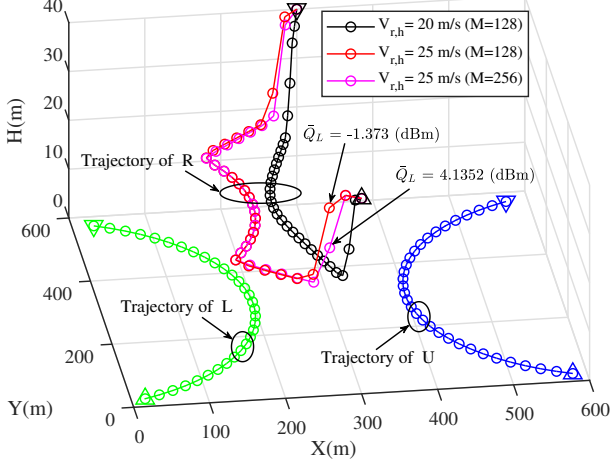 40
30
20
10
0
H(m)
V_{r,h}= 20 m/s (M=128)
V_{r,h}= 25 m/s (M=128)
V_{r,h}= 25 m/s (M=256)
Q̄_L = -1.373 (dBm)
Q̄_L = 4.1352 (dBm)
Trajectory of R
Trajectory of L
Trajectory of U
600
400
200
0
Y(m)
0
100
200
300
400
500
600
X(m)